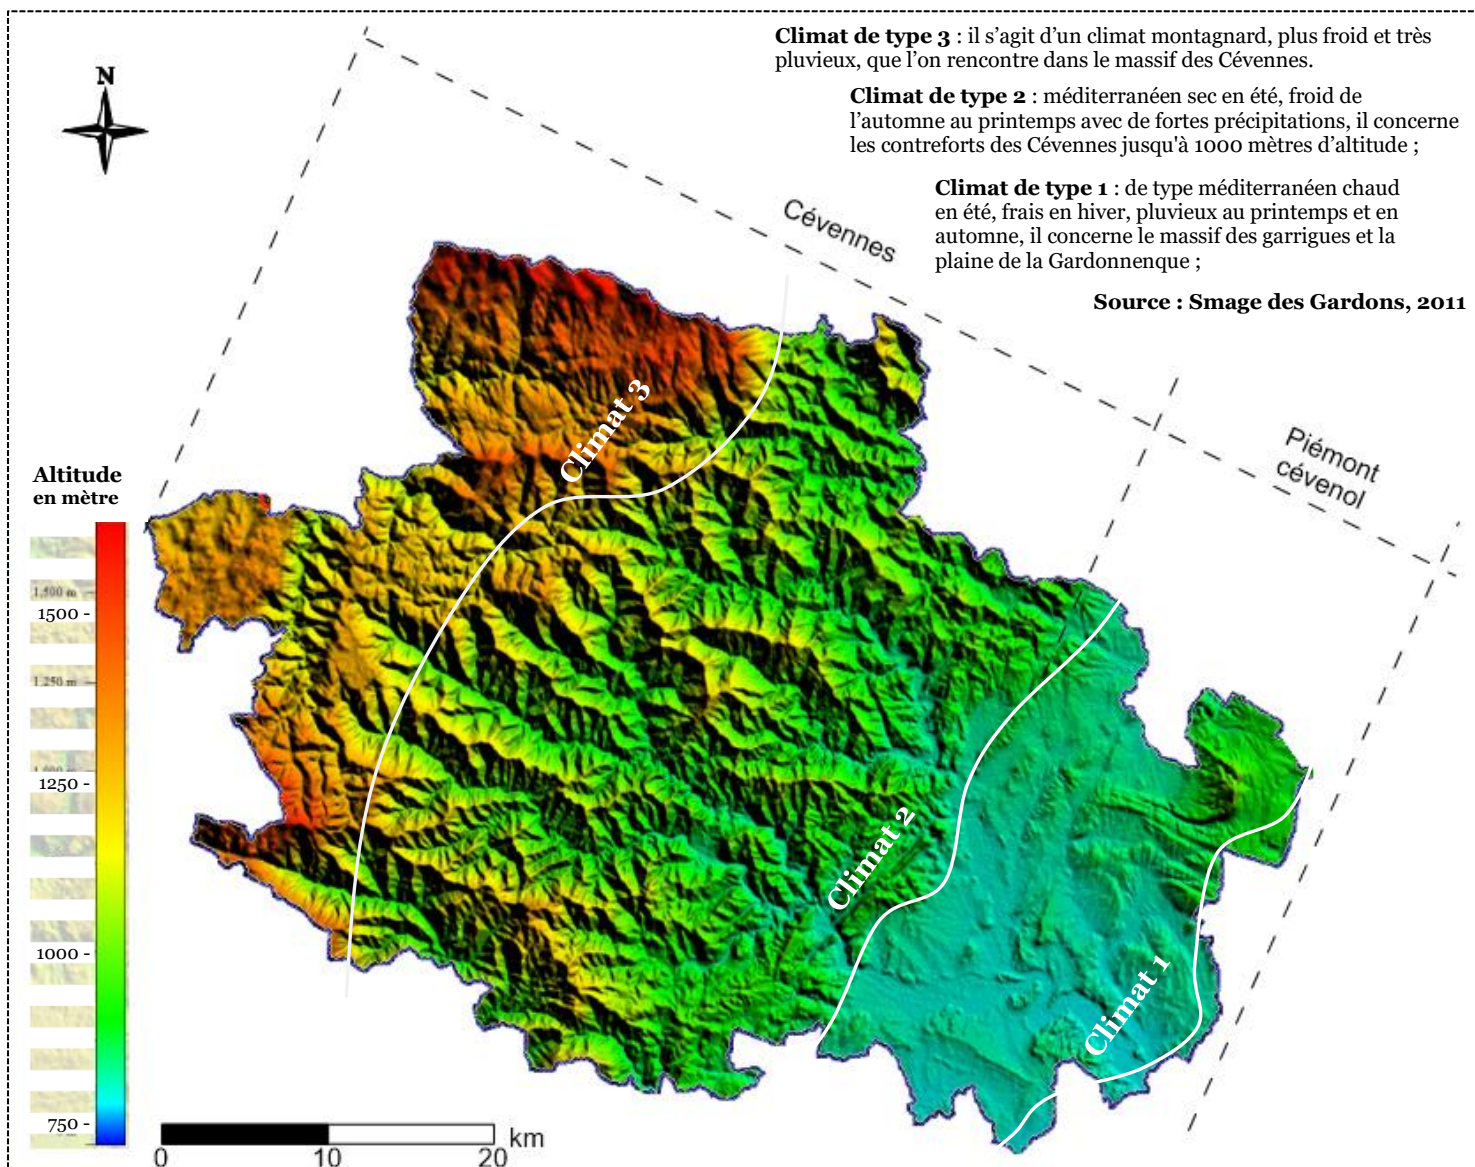 Climat de type 3 : il s'agit d'un climat montagnard, plus froid et très
pluvieux, que l'on rencontre dans le massif des Cévennes.
Climat de type 2 : méditerranéen sec en été, froid de
l'automne au printemps avec de fortes précipitations, il concerne
les contreforts des Cévennes jusqu'à 1000 mètres d'altitude ;
Climat de type 1 : de type méditerranéen chaud
en été, frais en hiver, pluvieux au printemps et en
automne, il concerne le massif des garrigues et la
plaine de la Gardonnenque ;
Source : Smage des Gardons, 2011
N
Cévennes
Piémont
cévenol
Climat 3
Climat 2
Climat 1
Altitude
en mètre
1,500 m
1500 -
1,250 m
1250 -
1000 -
750 -
0 10 20 km